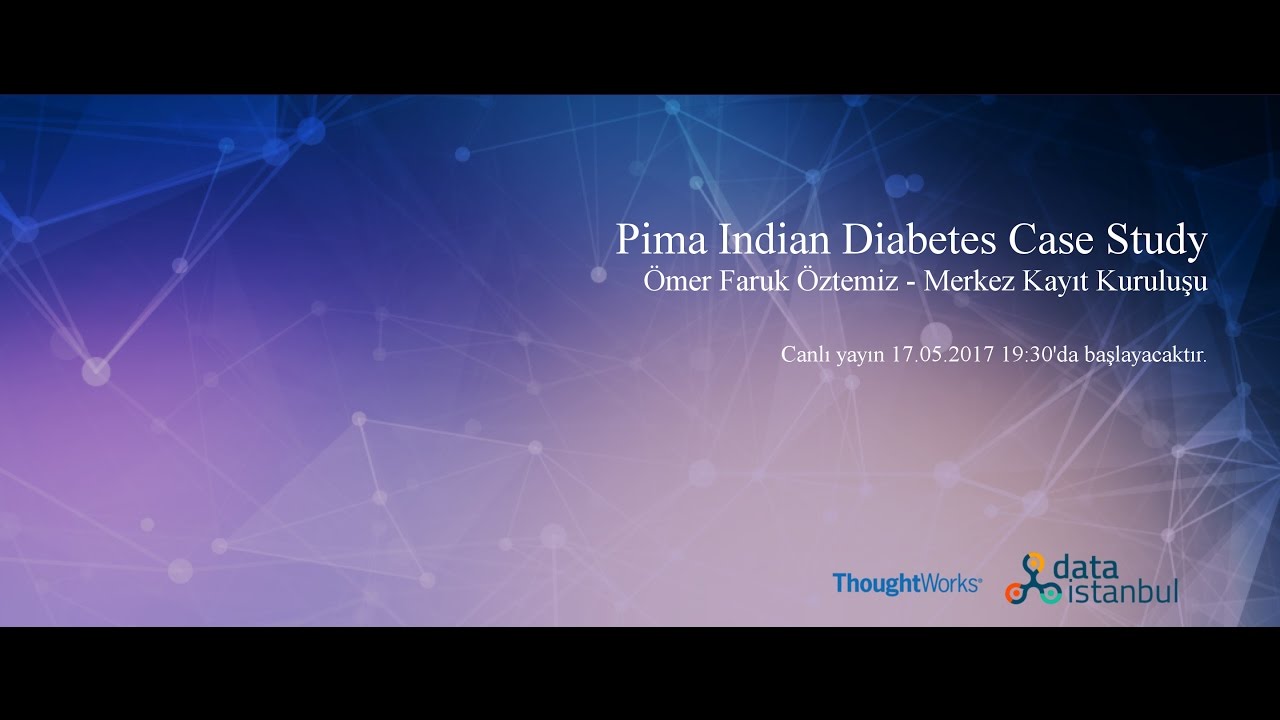 Pima Indian Diabetes Case Study
Ömer Faruk Öztemiz - Merkez Kayıt Kuruluşu
Canlı yayın 17.05.2017 19:30'da başlayacaktır.
ThoughtWorks®
data
istanbul